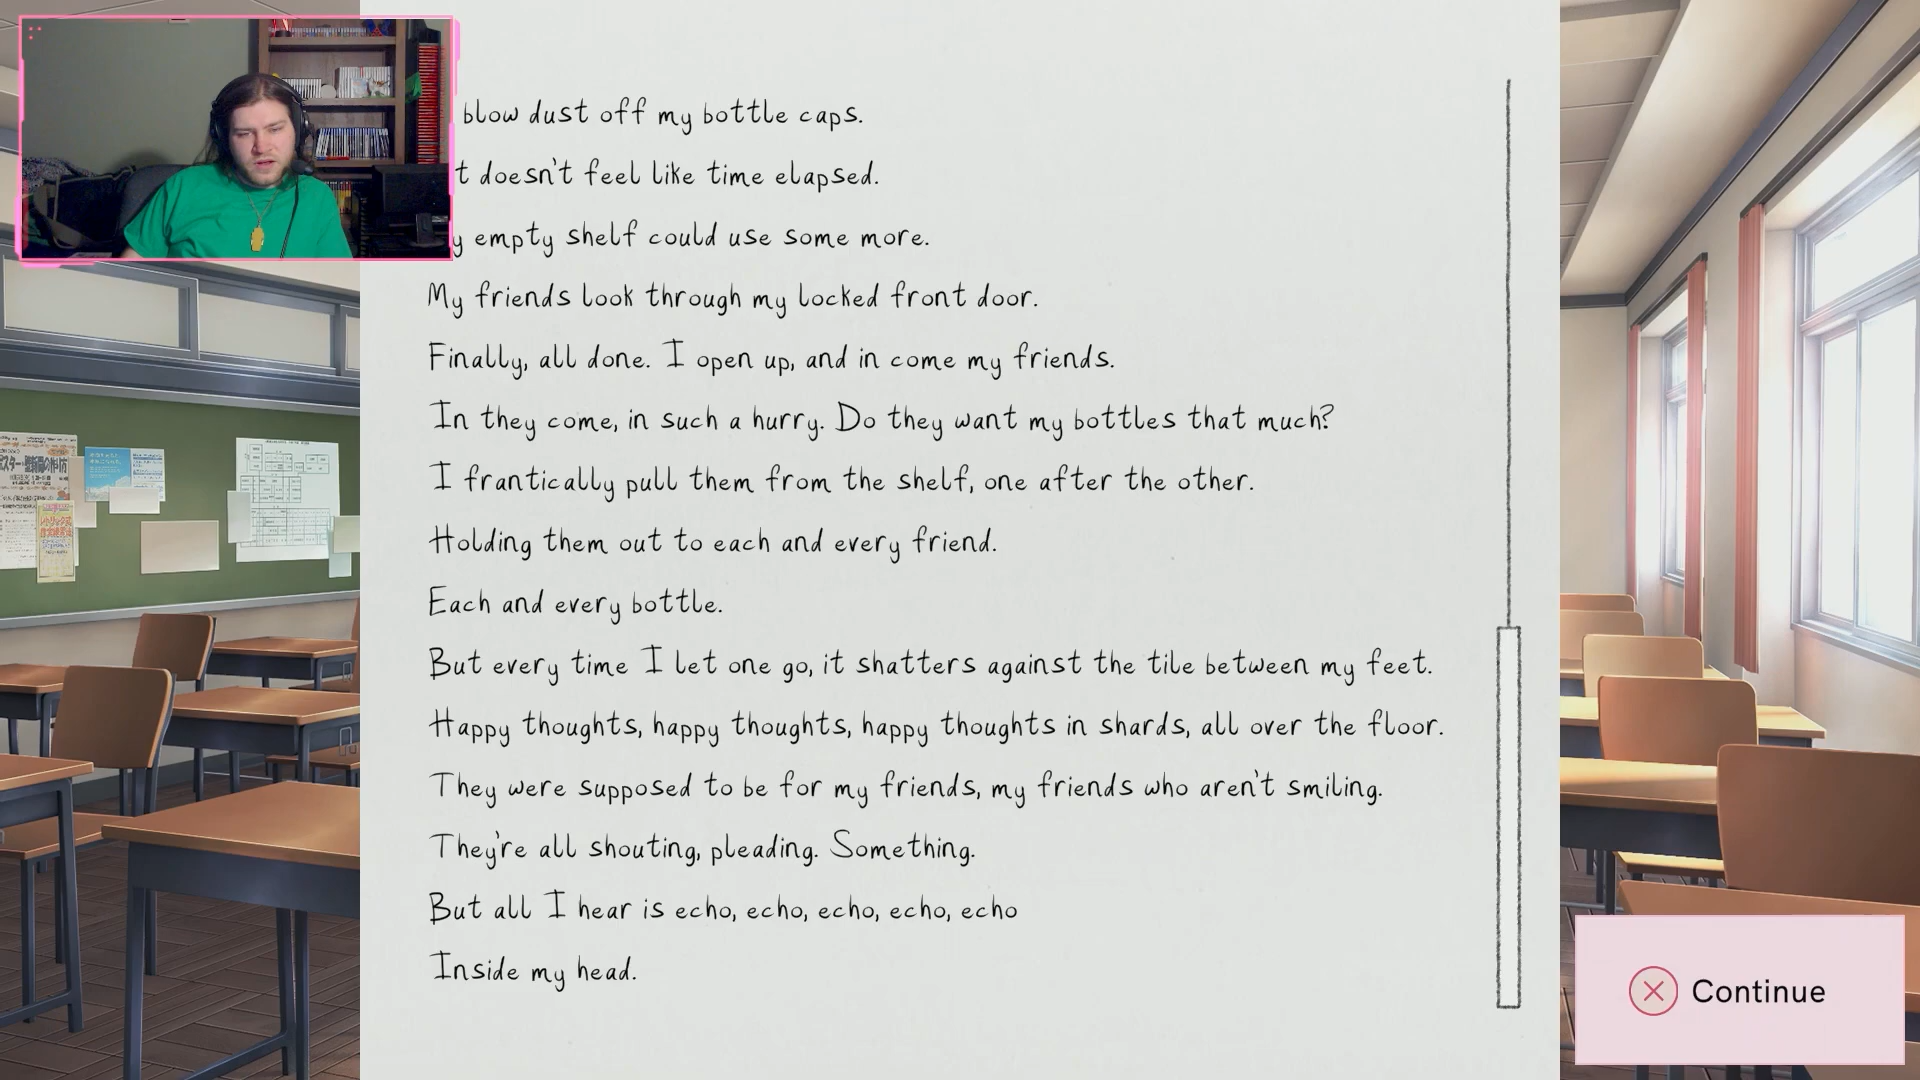 blow dust off my bottle caps.
t doesn't feel like time elapsed.
y empty shelf could use some more.
My friends look through my locked front door.
Finally, all done. I open up, and in come my friends.
In they come, in such a hurry. Do they want my bottles that much?
I frantically pull them from the shelf, one after the other.
Holding them out to each and every friend.
Each and every bottle.
But every time I let one go, it shatters against the tile between my feet.
Happy thoughts, happy thoughts, happy thoughts in shards, all over the floor.
They were supposed to be for my friends, my friends who aren't smiling.
They're all shouting, pleading. Something.
But all I hear is echo, echo, echo, echo, echo
Inside my head.
Continue